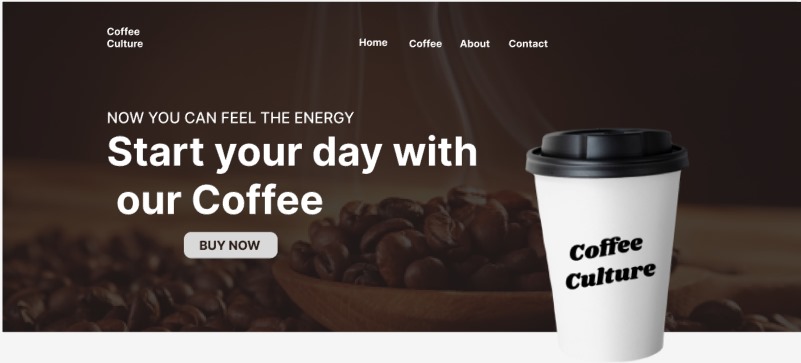 Coffee
Culture
Home Coffee About Contact
NOW YOU CAN FEEL THE ENERGY
Start your day with
our Coffee
BUY NOW
Coffee
Culture